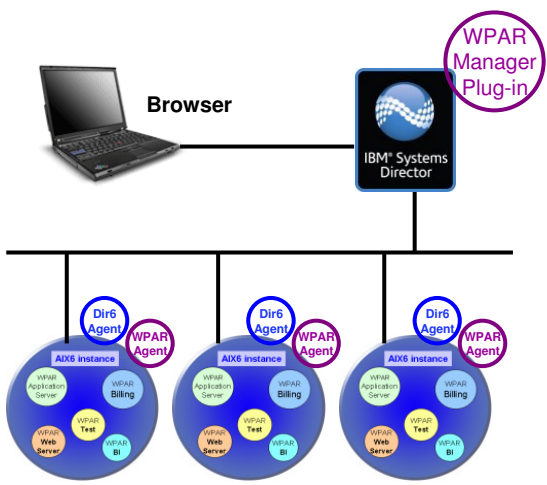 WPAR
Manager
Plug-in
Browser
IBM® Systems
Director
Dir6
Agent
WPAR
Agent
AIX6 instance
WPAR
Application
Server
WPAR
Billing
WPAR
Test
WPAR
Web
Server
WPAR
BI
Dir6
Agent
WPAR
Agent
AIX6 instance
WPAR
Application
Server
WPAR
Billing
WPAR
Test
WPAR
Web
Server
WPAR
BI
Dir6
Agent
WPAR
Agent
AIX6 instance
WPAR
Application
Server
WPAR
Billing
WPAR
Test
WPAR
Web
Server
WPAR
BI